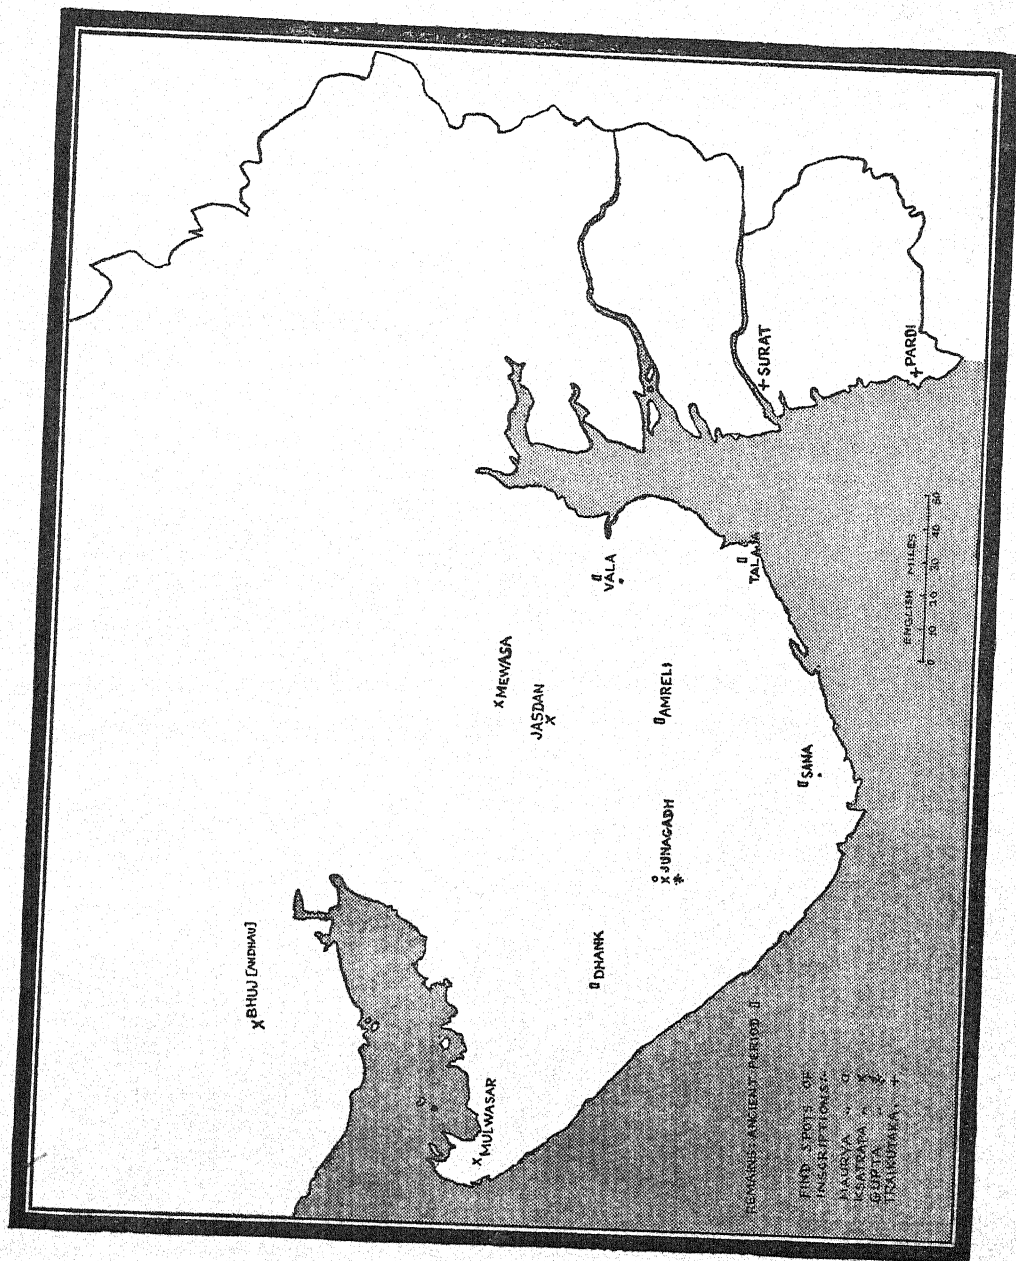 BHUJ [ANDHAU]
MULWASAR
MEWASA
JASDAN
DHANK
JUNAGADH
AMRELI
VALA
SANA
TALAJA
SURAT
PARDI
ENGLISH MILES
0 10 20 30 40 50
REMAINS ANCIENT PERIOD
FIND SPOTS OF
INSCRIPTIONS:-
MAURYA "
KSATRAPA "
GUPTA "
TRAIKUTAKA "